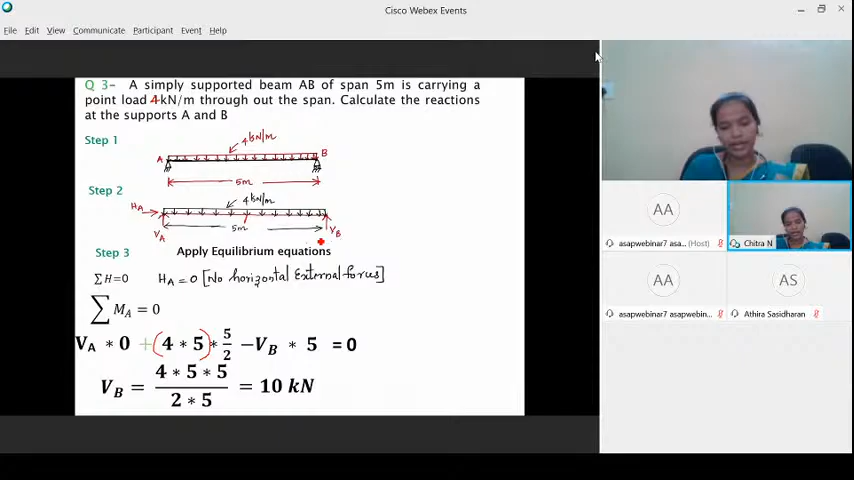 Cisco Webex Events
File Edit View Communicate Participant Event Help
Q 3- A simply supported beam AB of span 5m is carrying a
point load 4kN/m through out the span. Calculate the reactions
at the supports A and B
Step 1
4kN/m
A B
5m
Step 2
4kN/m
HA
5m
VA VB
Step 3 Apply Equilibrium equations
∑H=0 HA = 0 [No horizontal External forces]
∑ MA = 0
VA * 0 + (4 * 5) * 5/2 − VB * 5 = 0
VB = 4 * 5 * 5 / 2 * 5 = 10 kN
AA
asapwebinar7 asa... (Host)
Chitra N
AA
asapwebinar7 asapwebinar...
AS
Athira Sasidharan